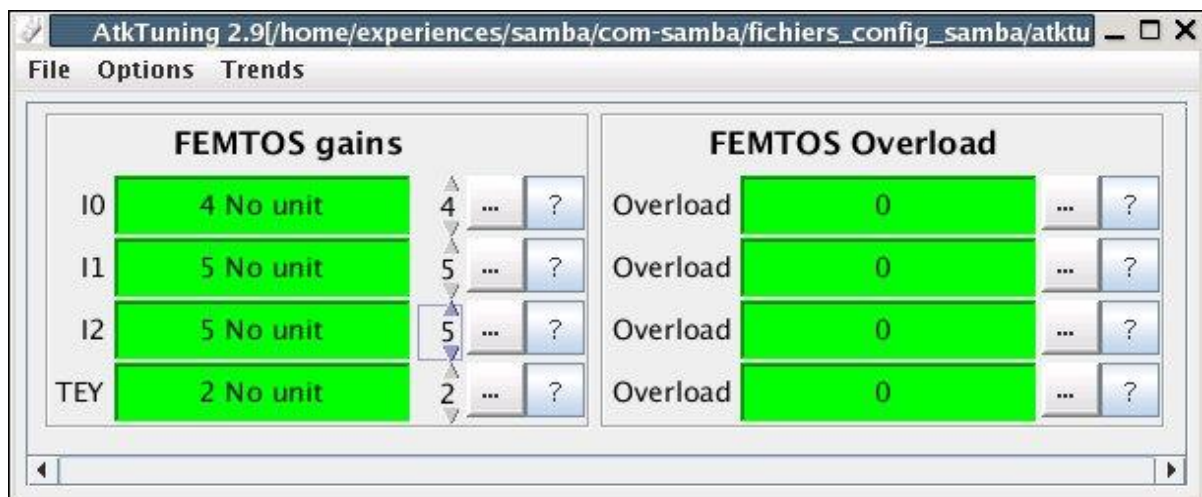 AtkTuning 2.9[/home/experiences/samba/com-samba/fichiers_config_samba/atktu
File Options Trends
FEMTOS gains FEMTOS Overload
I0 4 No unit 4 ... ? Overload 0 ... ?
I1 5 No unit 5 ... ? Overload 0 ... ?
I2 5 No unit 5 ... ? Overload 0 ... ?
TEY 2 No unit 2 ... ? Overload 0 ... ?